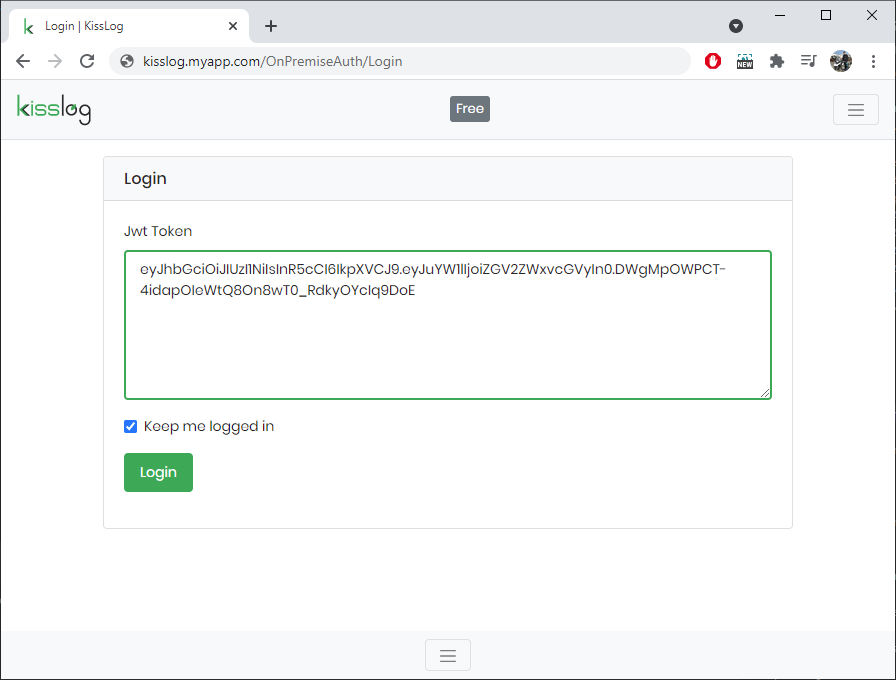 Login | KissLog
kisslog.myapp.com/OnPremiseAuth/Login
NEW
kisslog
Free
Login
Jwt Token
eyJhbGciOiJIUzI1NiIsInR5cCI6IkpXVCJ9.eyJuYW1lIjoiZGV2ZWxvcGVyIn0.DWgMpOWPCT-
4idapOIeWtQ8On8wT0_RdkyOYcIq9DoE
Keep me logged in
Login